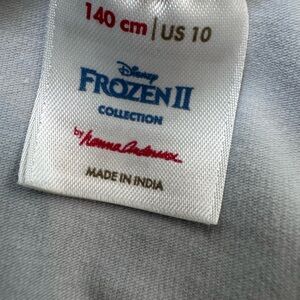 140 cm | US 10
Disney
FROZEN II
COLLECTION
by hanna Andersson
MADE IN INDIA